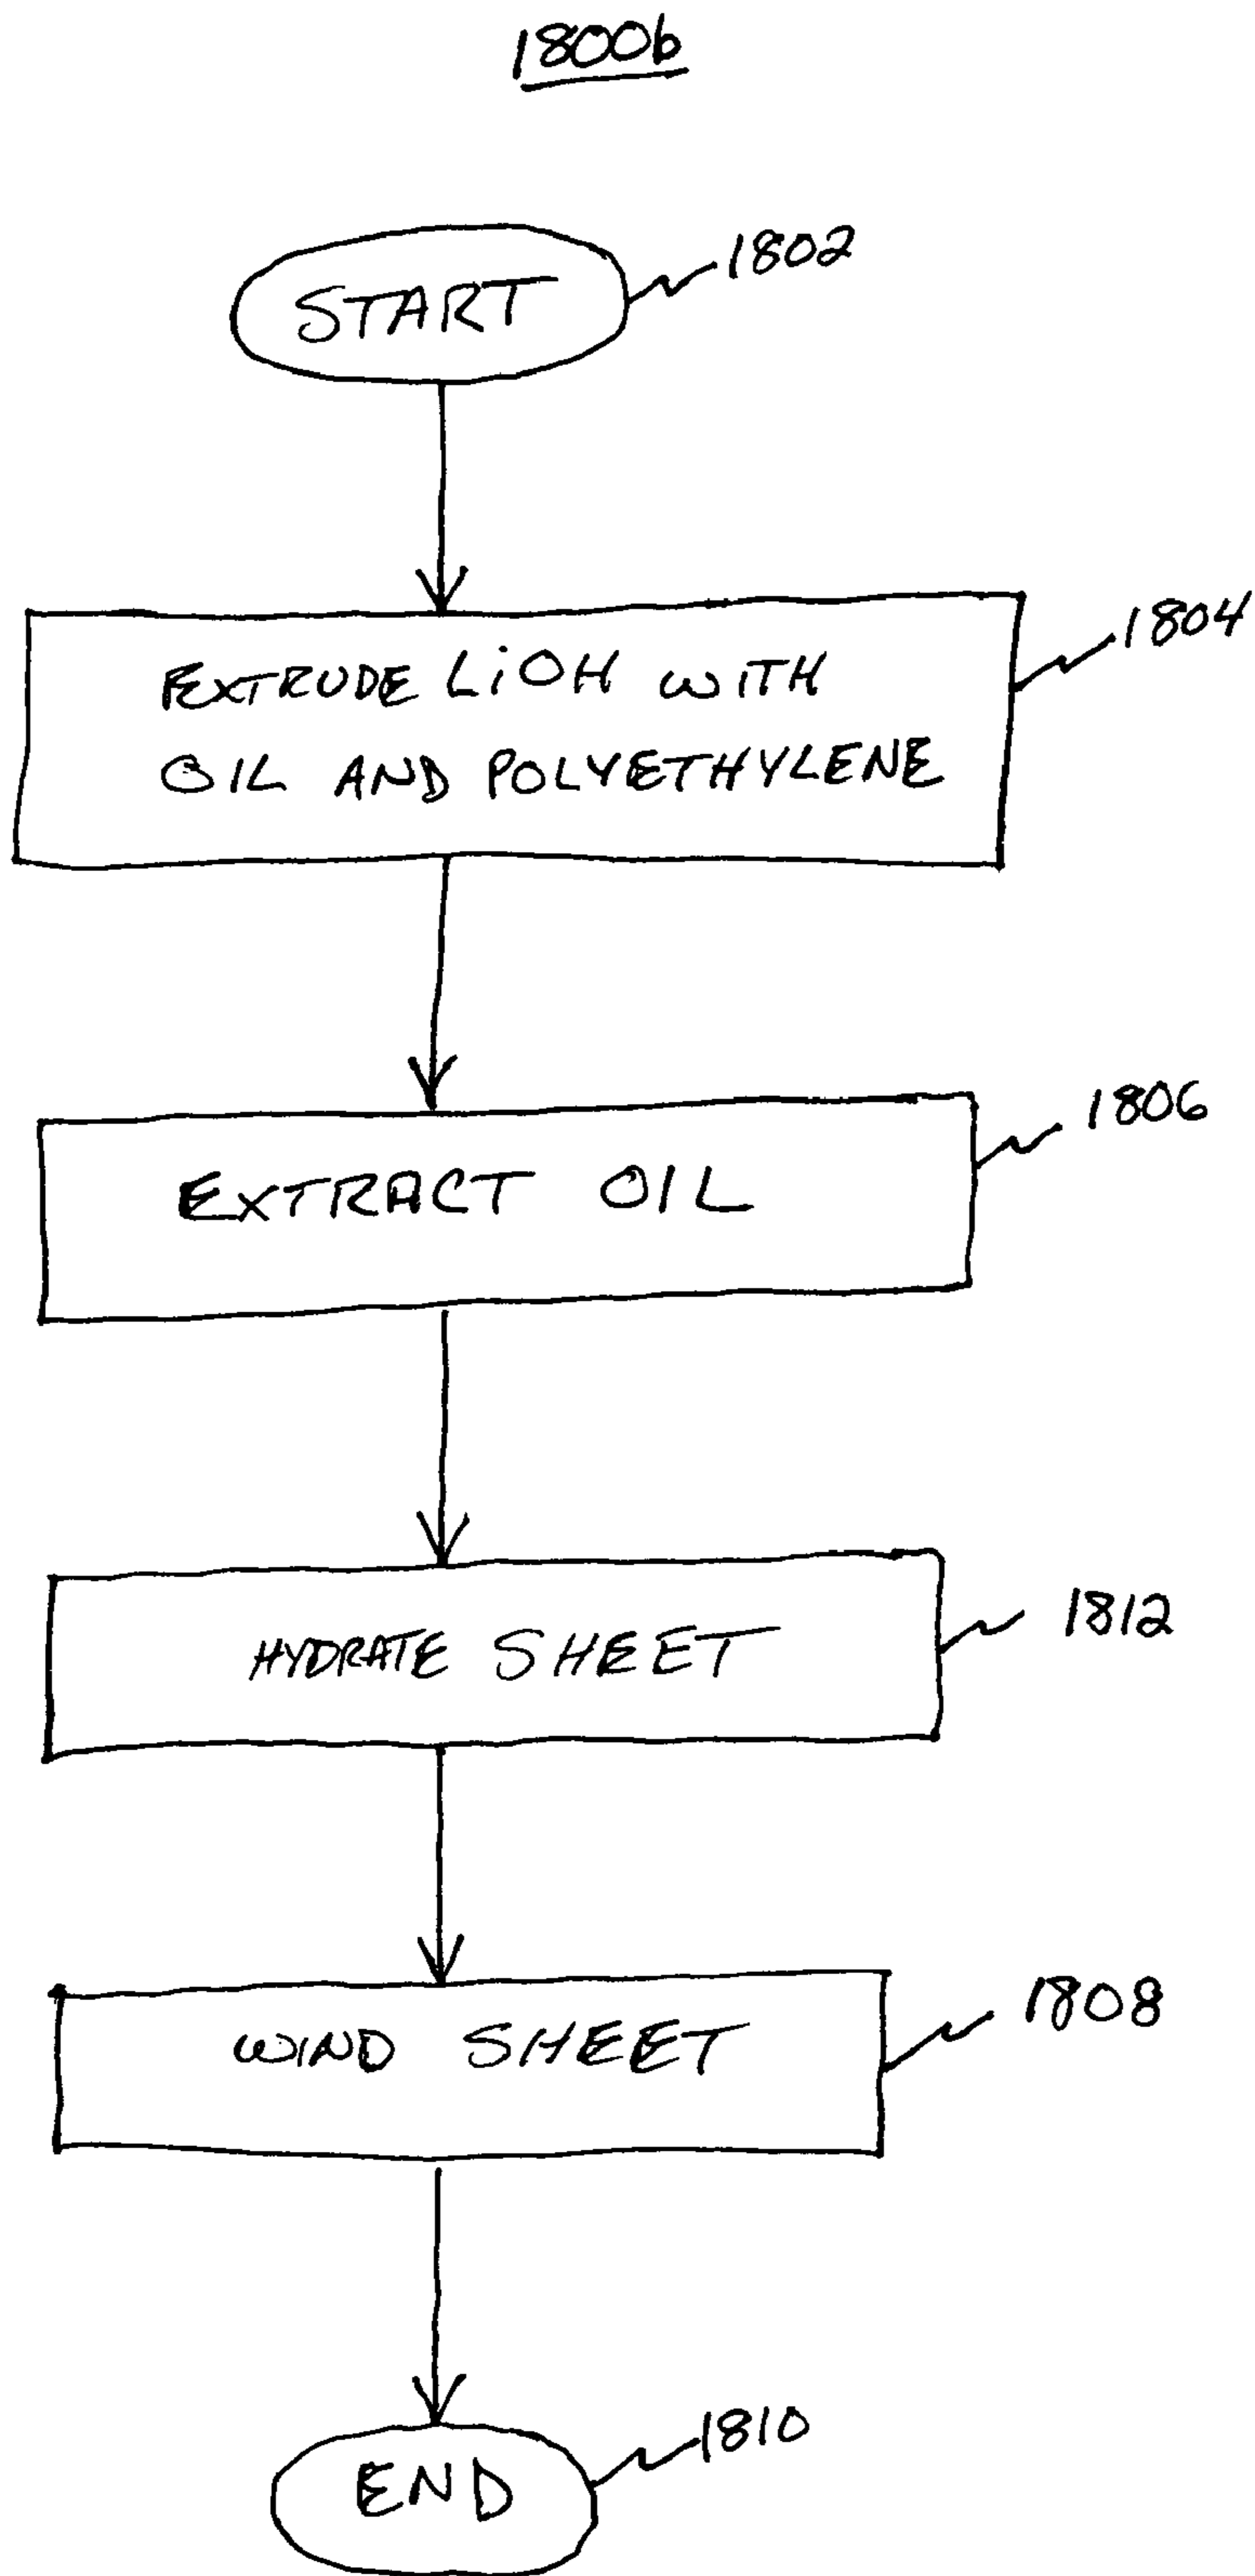 1800b
START
1802
EXTRUDE LiOH WITH
OIL AND POLYETHYLENE
1804
EXTRACT OIL
1806
HYDRATE SHEET
1812
WIND SHEET
1808
END
1810